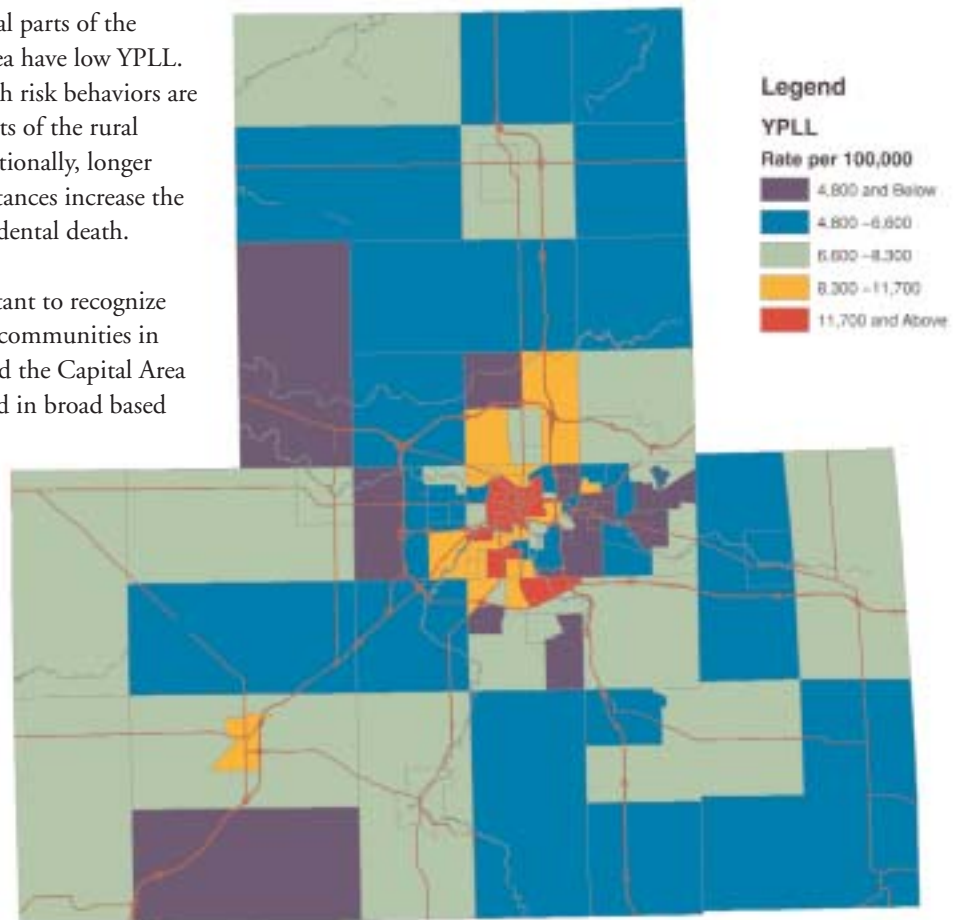 al parts of the
ea have low YPLL.
h risk behaviors are
ts of the rural
tionally, longer
tances increase the
dental death.
tant to recognize
communities in
d the Capital Area
d in broad based
Legend
YPLL
Rate per 100,000
4,800 and Below
4,800 –6,600
6,600 –8,300
8,300 –11,700
11,700 and Above